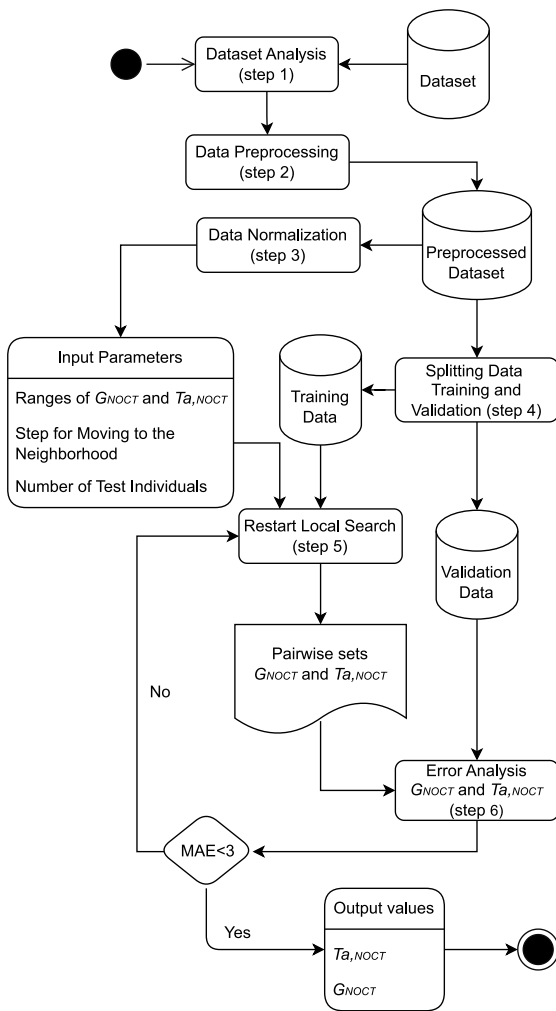 Dataset Analysis
(step 1)
Dataset
Data Preprocessing
(step 2)
Data Normalization
(step 3)
Preprocessed
Dataset
Input Parameters
Ranges of GNOCT and Ta,NOCT
Step for Moving to the
Neighborhood
Number of Test Individuals
Training
Data
Splitting Data
Training and
Validation (step 4)
Restart Local Search
(step 5)
Validation
Data
Pairwise sets
GNOCT and Ta,NOCT
No
Error Analysis
GNOCT and Ta,NOCT
(step 6)
MAE<3
Yes
Output values
Ta,NOCT
GNOCT